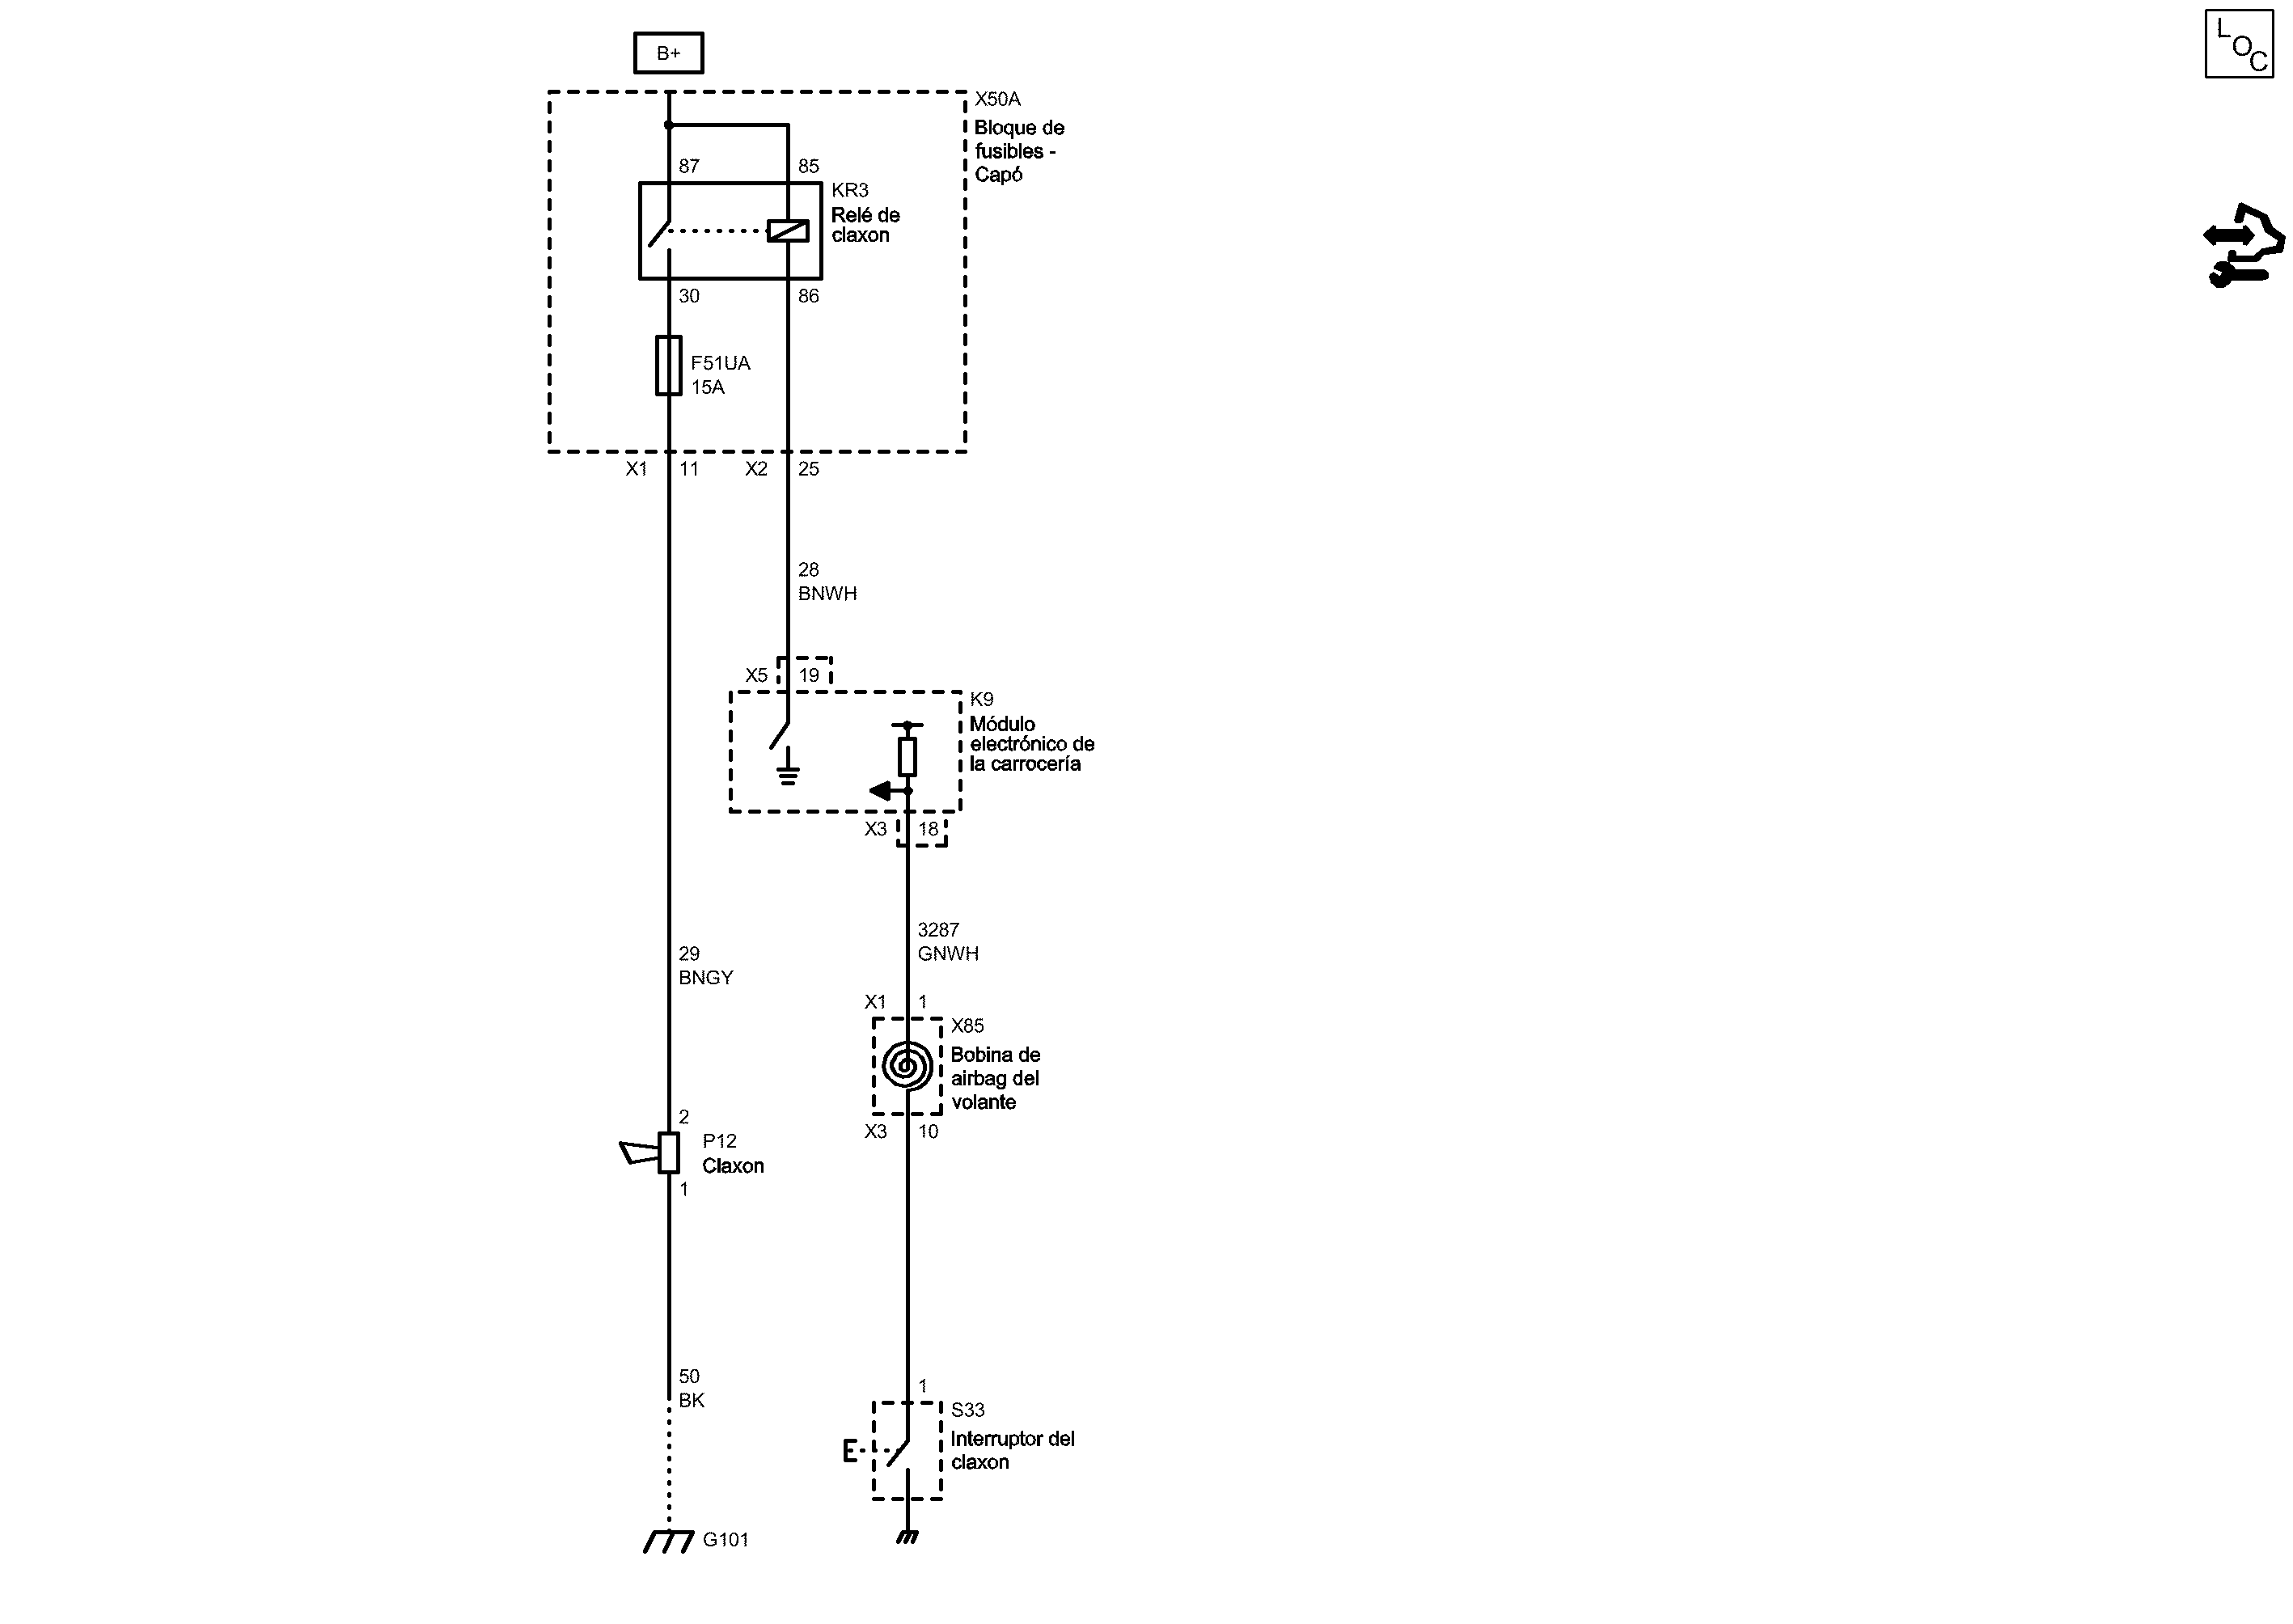 B+
LOC
X50A
Bloque de
fusibles -
Capó
87
85
KR3
Relé de
claxon
30
86
F51UA
15A
X1
11
X2
25
28
BNWH
X5
19
K9
Módulo
electrónico de
la carrocería
X3
18
3287
GNWH
29
BNGY
X1
1
X85
Bobina de
airbag del
volante
X3
10
2
P12
Claxon
1
50
BK
1
S33
Interruptor del
claxon
G101